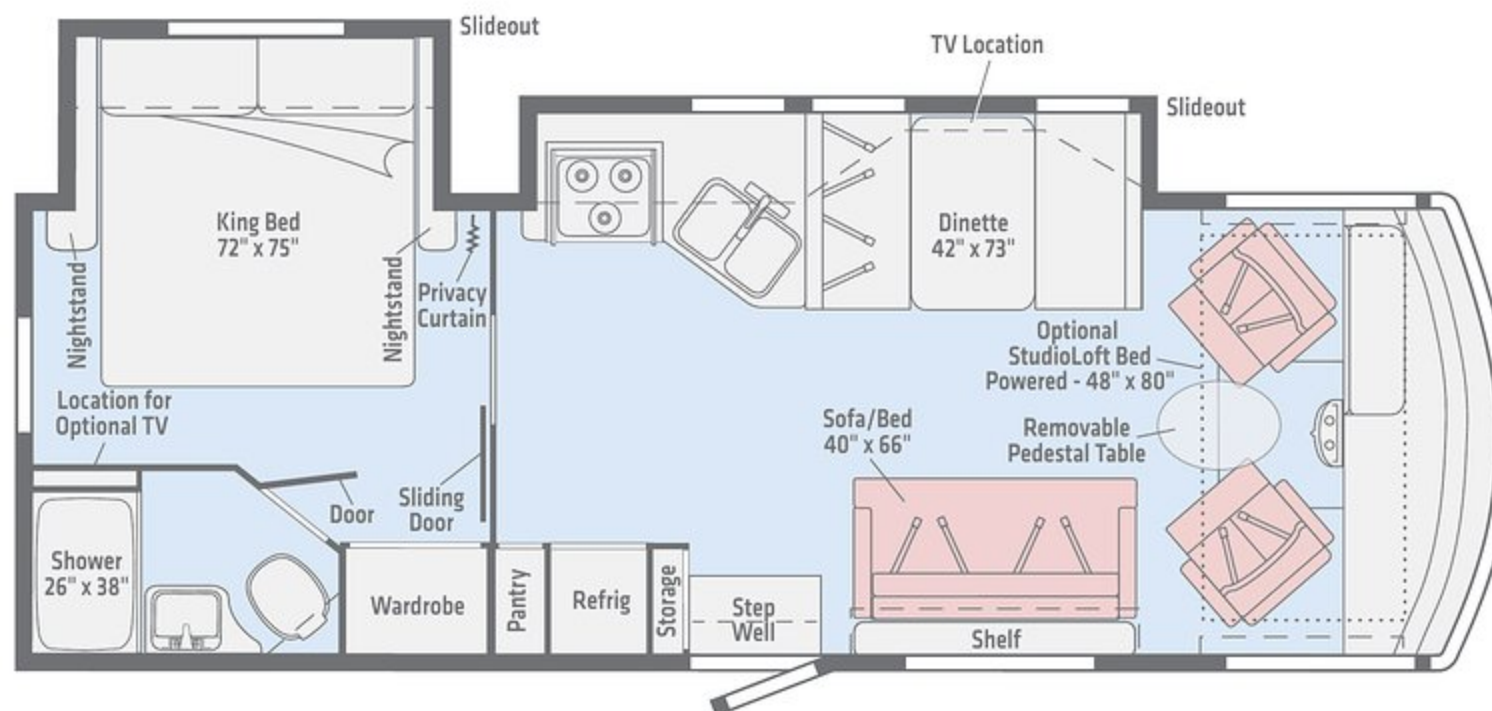 Slideout
TV Location
Slideout
King Bed
72" x 75"
Nightstand
Nightstand
Privacy
Curtain
Dinette
42" x 73"
Optional
StudioLoft Bed
Powered - 48" x 80"
Removable
Pedestal Table
Location for
Optional TV
Sofa/Bed
40" x 66"
Door
Sliding
Door
Shower
26" x 38"
Wardrobe
Pantry
Refrig
Storage
Step
Well
Shelf